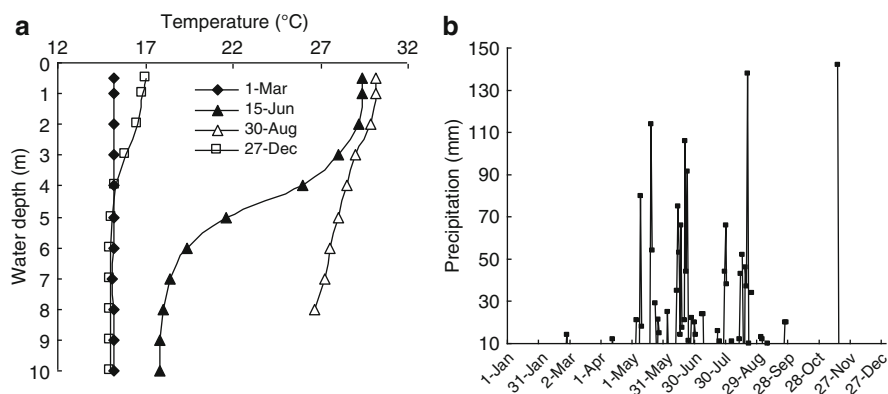 a
Temperature (°C)
12 17 22 27 32
0
1
2
3
4
5
6
7
8
9
10
Water depth (m)
1-Mar
15-Jun
30-Aug
27-Dec
b
150
130
110
90
70
50
30
10
Precipitation (mm)
1-Jan
31-Jan
2-Mar
1-Apr
1-May
31-May
30-Jun
30-Jul
29-Aug
28-Sep
28-Oct
27-Nov
27-Dec